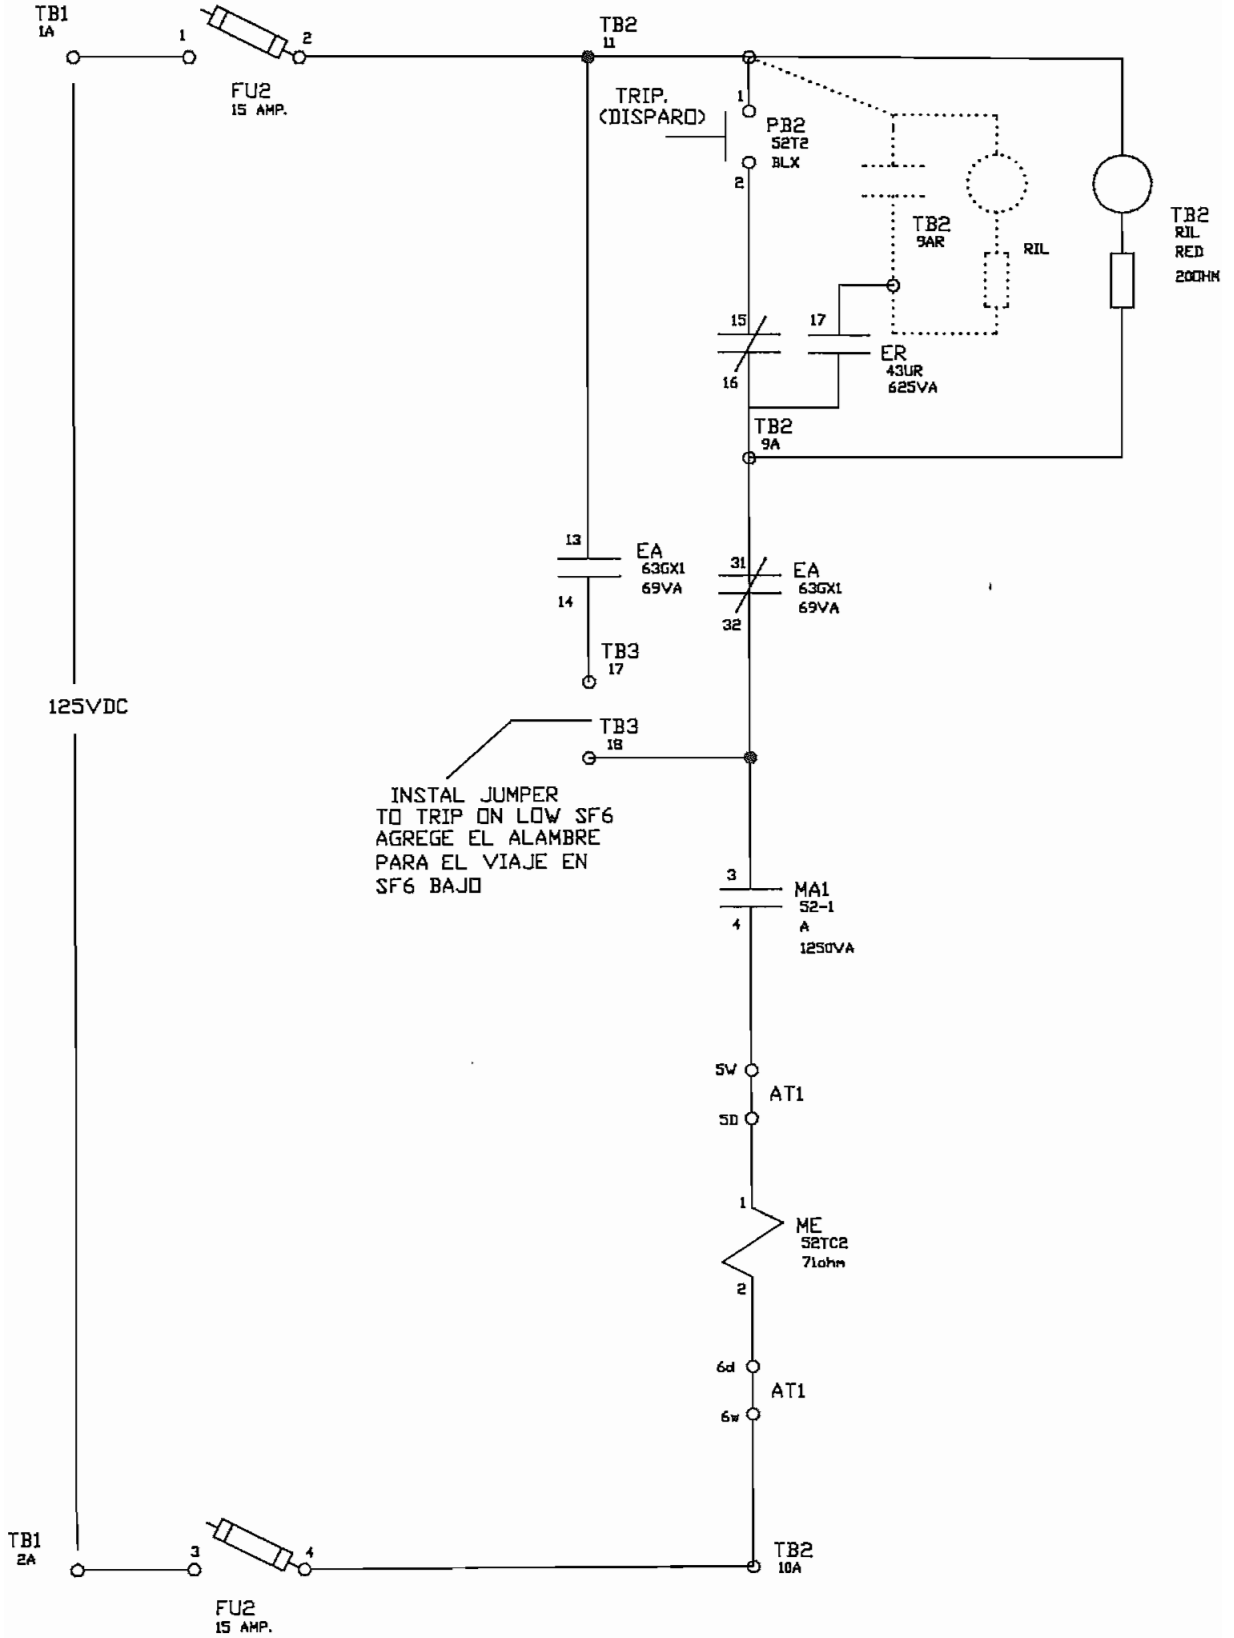 TB1
1A
1
2
FU2
15 AMP.
TB2
11
TRIP.
(DISPARO)
1
PB2
52T2
BLX
2
TB2
9AR
RIL
TB2
RIL
RED
200HM
15
16
17
ER
43UR
625VA
TB2
9A
13
14
EA
63GX1
69VA
31
32
EA
63GX1
69VA
TB3
17
TB3
18
125VDC
INSTAL JUMPER
TO TRIP ON LOW SF6
AGREGE EL ALAMBRE
PARA EL VIAJE EN
SF6 BAJO
3
4
MA1
52-1
A
1250VA
5W
AT1
5D
1
ME
52TC2
71ohm
2
6d
AT1
6w
TB1
2A
3
4
FU2
15 AMP.
TB2
10A